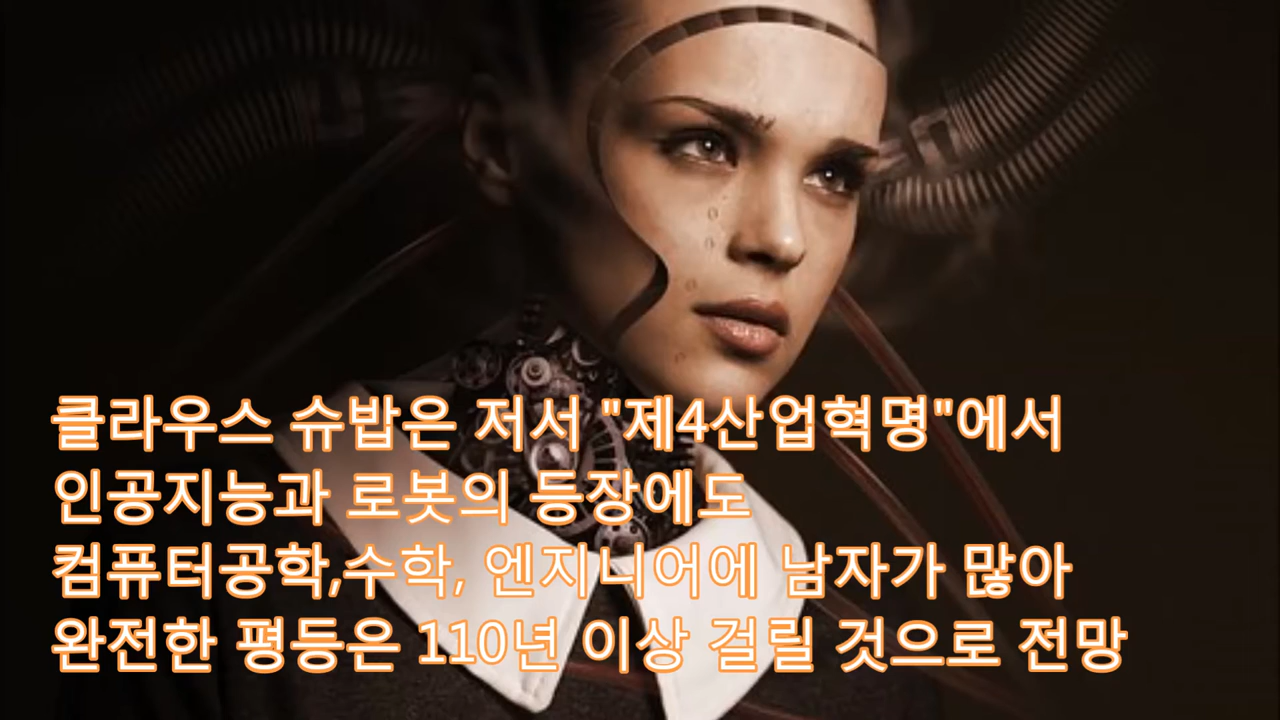 클라우스 슈밥은 저서 "제4산업혁명"에서
인공지능과 로봇의 등장에도
컴퓨터공학,수학, 엔지니어에 남자가 많아
완전한 평등은 110년 이상 걸릴 것으로 전망